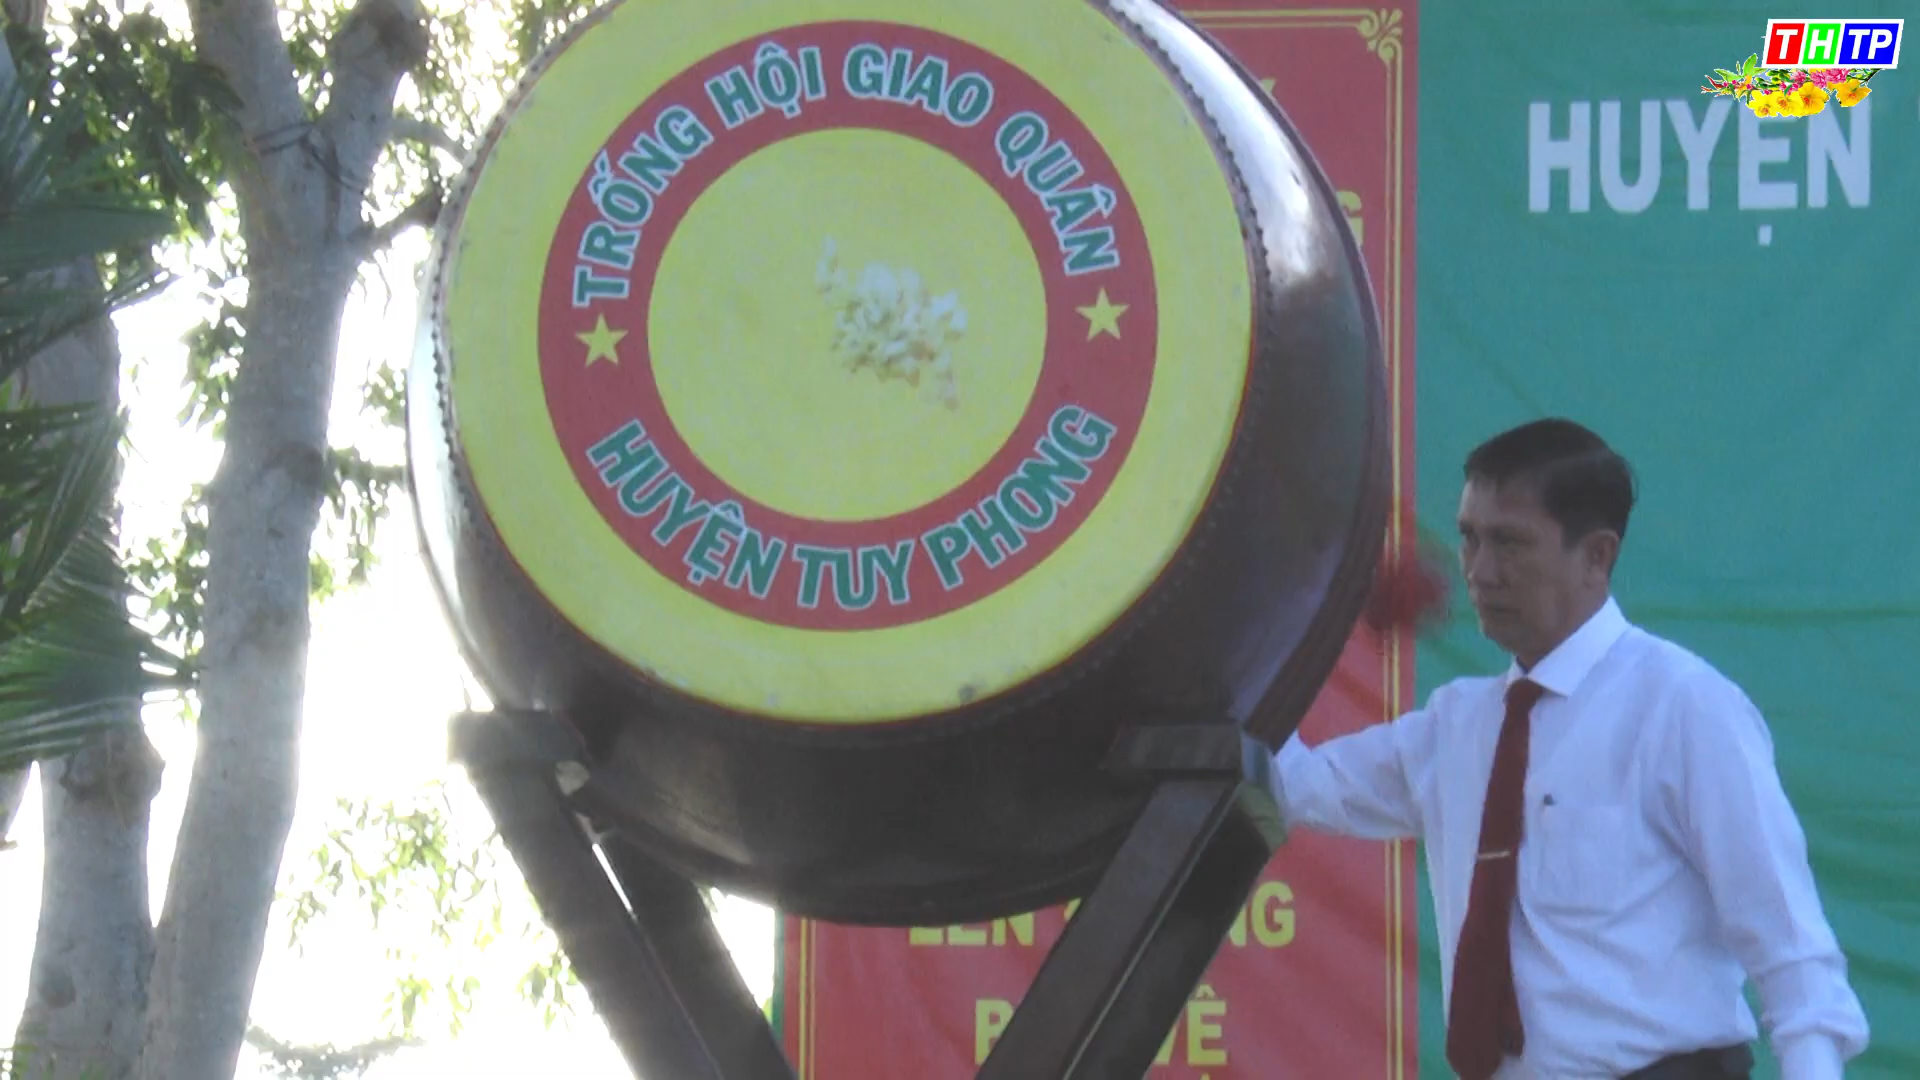 THTP
HUYỆN
TRỐNG HỘI GIAO QUÂN
HUYỆN TUY PHONG